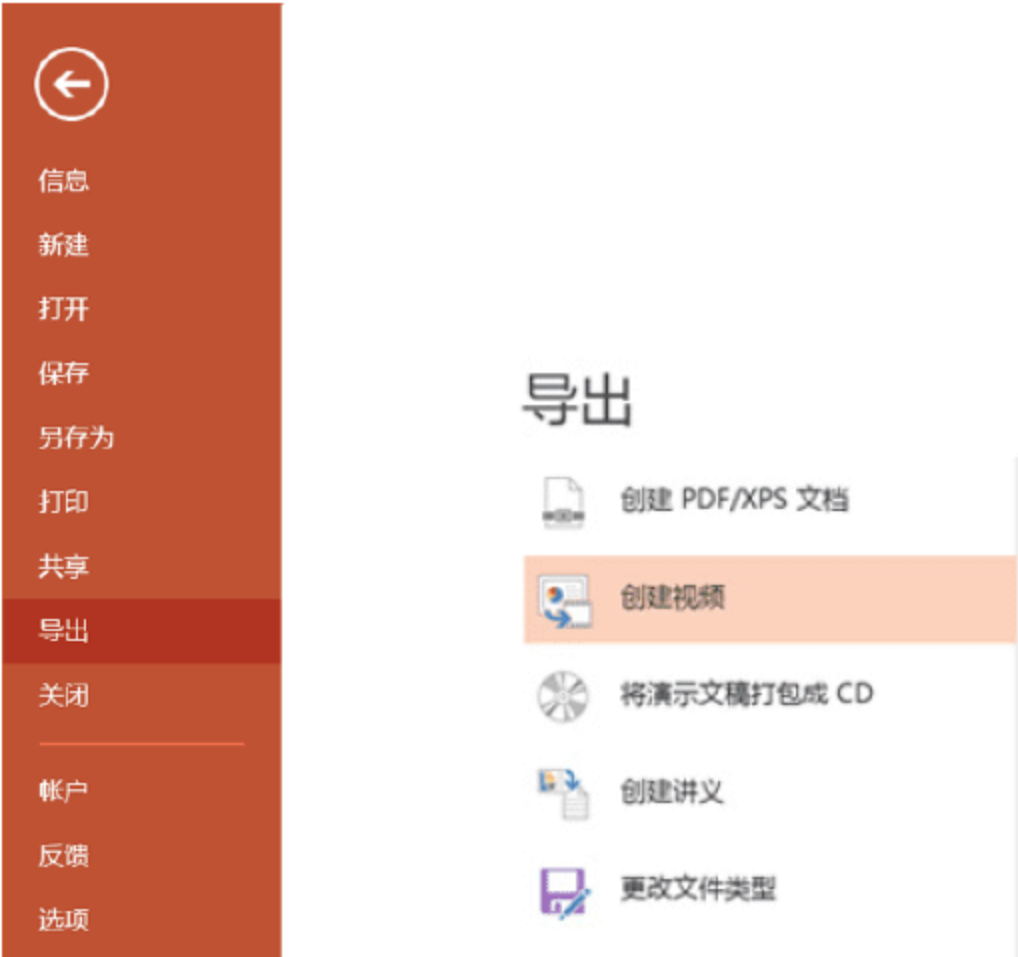 信息
新建
打开
保存
另存为
打印
共享
导出
关闭
帐户
反馈
选项
导出
创建 PDF/XPS 文档
创建视频
将演示文稿打包成 CD
创建讲义
更改文件类型